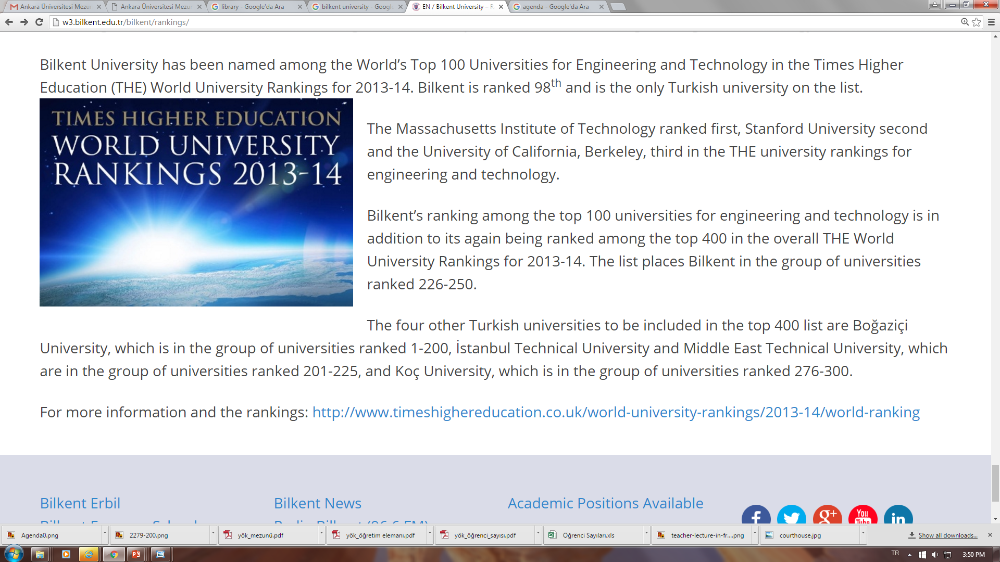 Ankara Üniversitesi Mezun
Ankara Üniversitesi Mezun
library - Google'da Ara
bilkent university - Google
EN / Bilkent University – R
agenda - Google'da Ara
w3.bilkent.edu.tr/bilkent/rankings/
Bilkent University has been named among the World’s Top 100 Universities for Engineering and Technology in the Times Higher
Education (THE) World University Rankings for 2013-14. Bilkent is ranked 98th and is the only Turkish university on the list.
TIMES HIGHER EDUCATION
WORLD UNIVERSITY
RANKINGS 2013-14
The Massachusetts Institute of Technology ranked first, Stanford University second
and the University of California, Berkeley, third in the THE university rankings for
engineering and technology.
Bilkent’s ranking among the top 100 universities for engineering and technology is in
addition to its again being ranked among the top 400 in the overall THE World
University Rankings for 2013-14. The list places Bilkent in the group of universities
ranked 226-250.
The four other Turkish universities to be included in the top 400 list are Boğaziçi
University, which is in the group of universities ranked 1-200, İstanbul Technical University and Middle East Technical University, which
are in the group of universities ranked 201-225, and Koç University, which is in the group of universities ranked 276-300.
For more information and the rankings: http://www.timeshighereducation.co.uk/world-university-rankings/2013-14/world-ranking
Bilkent Erbil
Bilkent News
Academic Positions Available
f
g+
You
Tube
in
Agenda0.png
2279-200.png
yök_mezunü.pdf
yök_öğretim elemanı.pdf
yök_öğrenci_sayısı.pdf
Öğrenci Sayıları.xls
teacher-lecture-in-fr....png
courthouse.jpg
Show all downloads...
TR
3:50 PM